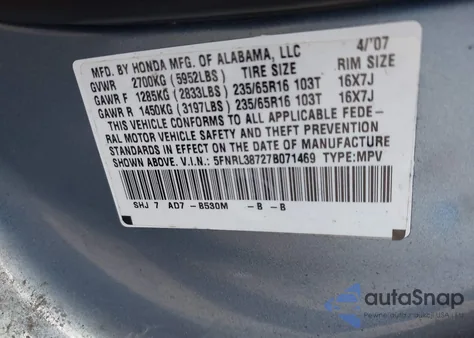 MFD. BY HONDA MFG. OF ALABAMA, LLC 4/'07
GVWR 2700KG (5952LBS) TIRE SIZE RIM SIZE
GAWR F 1285KG (2833LBS) 235/65R16 103T 16X7J
GAWR R 1450KG (3197LBS) 235/65R16 103T 16X7J
THIS VEHICLE CONFORMS TO ALL APPLICABLE FEDE-
RAL MOTOR VEHICLE SAFETY AND THEFT PREVENTION
STANDARDS IN EFFECT ON THE DATE OF MANUFACTURE
SHOWN ABOVE. V.I.N.: 5FNRL38727B071469 TYPE: MPV
SHJ 7 AD7 - B530M - B - B
autoSnap